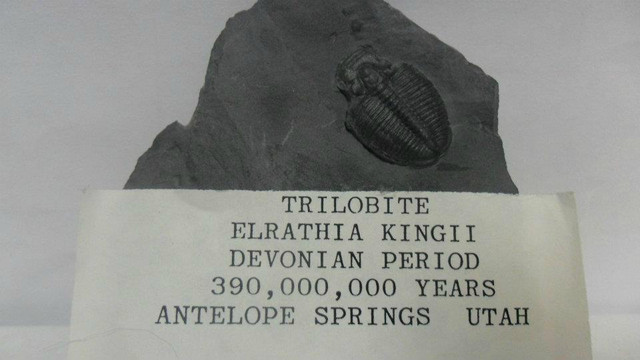 TRILOBITE
ELRATHIA KINGII
DEVONIAN PERIOD
390,000,000 YEARS
ANTELOPE SPRINGS UTAH